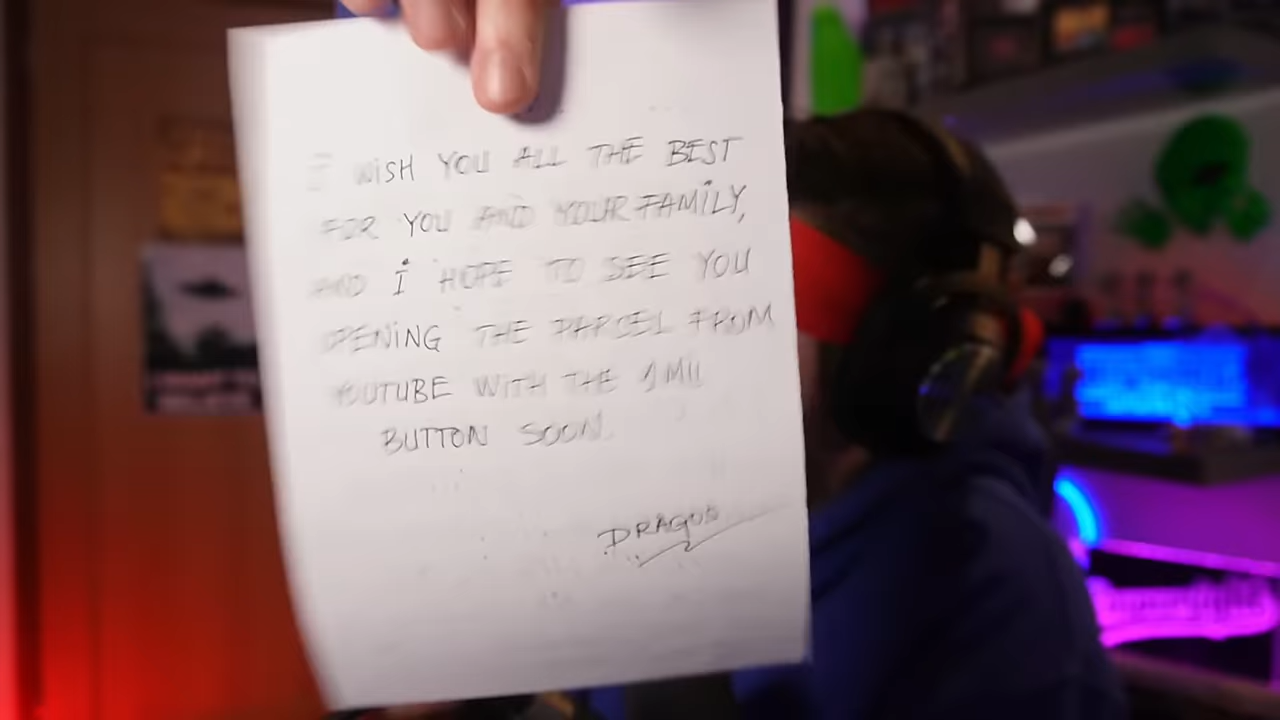 I WiSH YOU ALL THE BEST
FOR YOU AND YOUR FAMiLY,
AND i HOPE TO SEE YOU
OPENiNG THE PARCEL FROM
YOUTUBE WITH THE 1 MIL
BUTTON SOON.